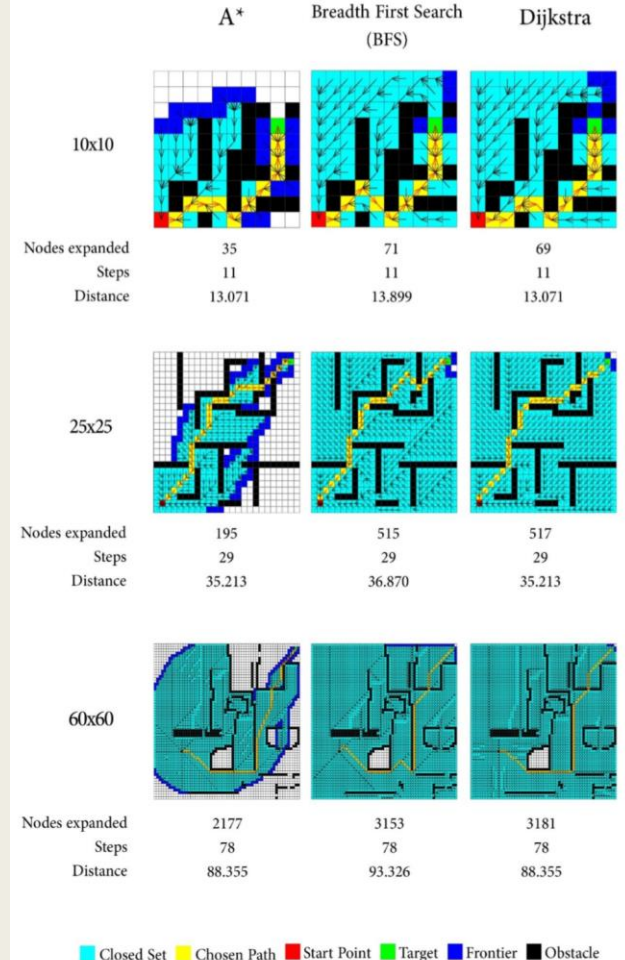 A* Breadth First Search (BFS) Dijkstra
10x10
Nodes expanded 35 71 69
Steps 11 11 11
Distance 13.071 13.899 13.071
25x25
Nodes expanded 195 515 517
Steps 29 29 29
Distance 35.213 36.870 35.213
60x60
Nodes expanded 2177 3153 3181
Steps 78 78 78
Distance 88.355 93.326 88.355
Closed Set Chosen Path Start Point Target Frontier Obstacle